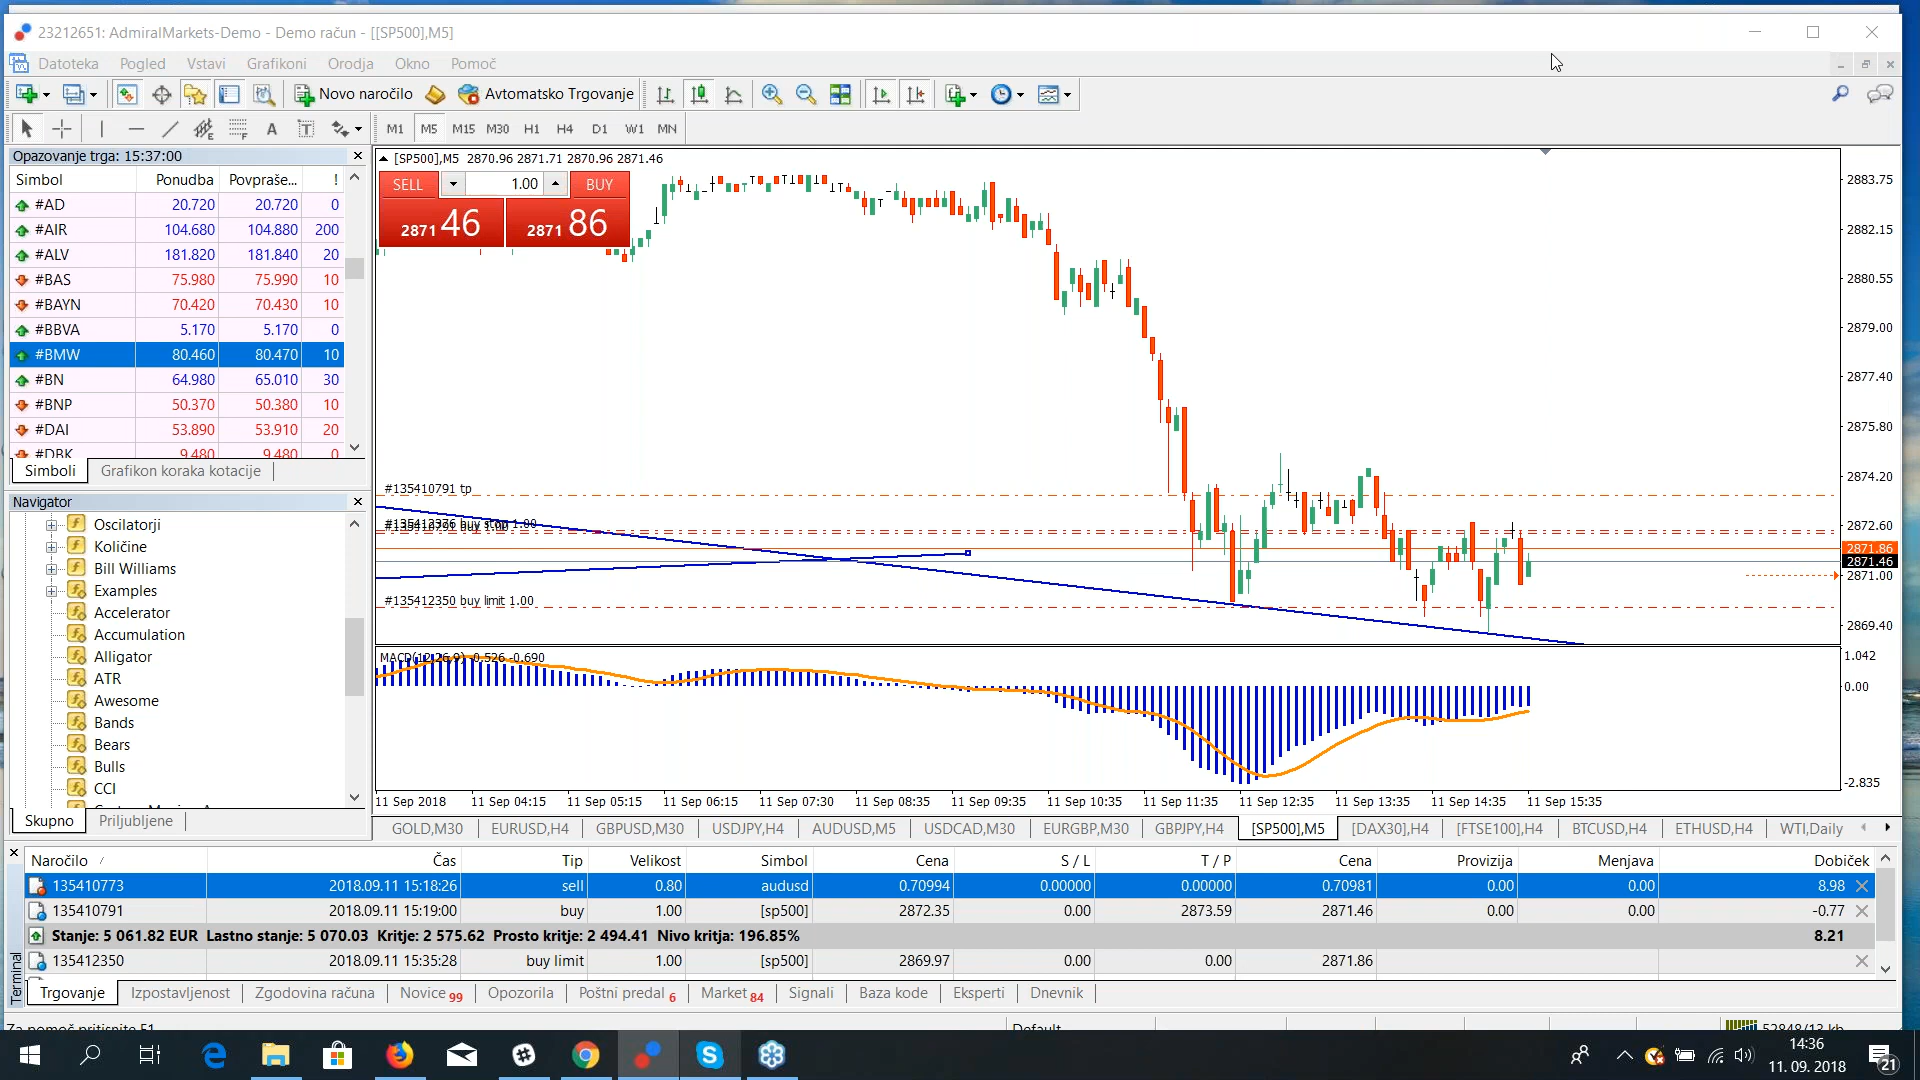 23212651: AdmiralMarkets-Demo - Demo račun - [[SP500],M5]
Datoteka Pogled Vstavi Grafikoni Orodja Okno Pomoč
Novo naročilo Avtomatsko Trgovanje
M1 M5 M15 M30 H1 H4 D1 W1 MN
Opazovanje trga: 15:37:00
Simbol Ponudba Povpraše... !
#AD 20.720 20.720 0
#AIR 104.680 104.880 200
#ALV 181.820 181.840 20
#BAS 75.980 75.990 10
#BAYN 70.420 70.430 10
#BBVA 5.170 5.170 0
#BMW 80.460 80.470 10
#BN 64.980 65.010 30
#BNP 50.370 50.380 10
#DAI 53.890 53.910 20
#DBK 9.480 9.480 0
Simboli Grafikon koraka kotacije
Navigator
Oscilatorji
Količine
Bill Williams
Examples
Accelerator
Accumulation
Alligator
ATR
Awesome
Bands
Bears
Bulls
CCI
Skupno Priljubljene
[SP500],M5 2870.96 2871.71 2870.96 2871.46
SELL 1.00 BUY
2871 46 2871 86
#135410791 tp
#135412350 buy limit 1.00
2883.75
2882.15
2880.55
2879.00
2877.40
2875.80
2874.20
2872.60
2871.86
2871.46
2871.00
2869.40
MACD(12,26,9) -0.526 -0.690
1.042
0.00
-2.835
11 Sep 2018 11 Sep 04:15 11 Sep 05:15 11 Sep 06:15 11 Sep 07:30 11 Sep 08:35 11 Sep 09:35 11 Sep 10:35 11 Sep 11:35 11 Sep 12:35 11 Sep 13:35 11 Sep 14:35 11 Sep 15:35
GOLD,M30 EURUSD,H4 GBPUSD,M30 USDJPY,H4 AUDUSD,M5 USDCAD,M30 EURGBP,M30 GBPJPY,H4 [SP500],M5 [DAX30],H4 [FTSE100],H4 BTCUSD,H4 ETHUSD,H4 WTI,Daily
Naročilo / Čas Tip Velikost Simbol Cena S / L T / P Cena Provizija Menjava Dobiček
135410773 2018.09.11 15:18:26 sell 0.80 audusd 0.70994 0.00000 0.00000 0.70981 0.00 0.00 8.98
135410791 2018.09.11 15:19:00 buy 1.00 [sp500] 2872.35 0.00 2873.59 2871.46 0.00 0.00 -0.77
Stanje: 5 061.82 EUR Lastno stanje: 5 070.03 Kritje: 2 575.62 Prosto kritje: 2 494.41 Nivo kritja: 196.85% 8.21
135412350 2018.09.11 15:35:28 buy limit 1.00 [sp500] 2869.97 0.00 0.00 2871.86
Terminal
Trgovanje Izpostavljenost Zgodovina računa Novice 99 Opozorila Poštni predal 6 Market 84 Signali Baza kode Eksperti Dnevnik
Za pomoč pritisnite F1 Default 52848/13 kb
14:36
11. 09. 2018
21